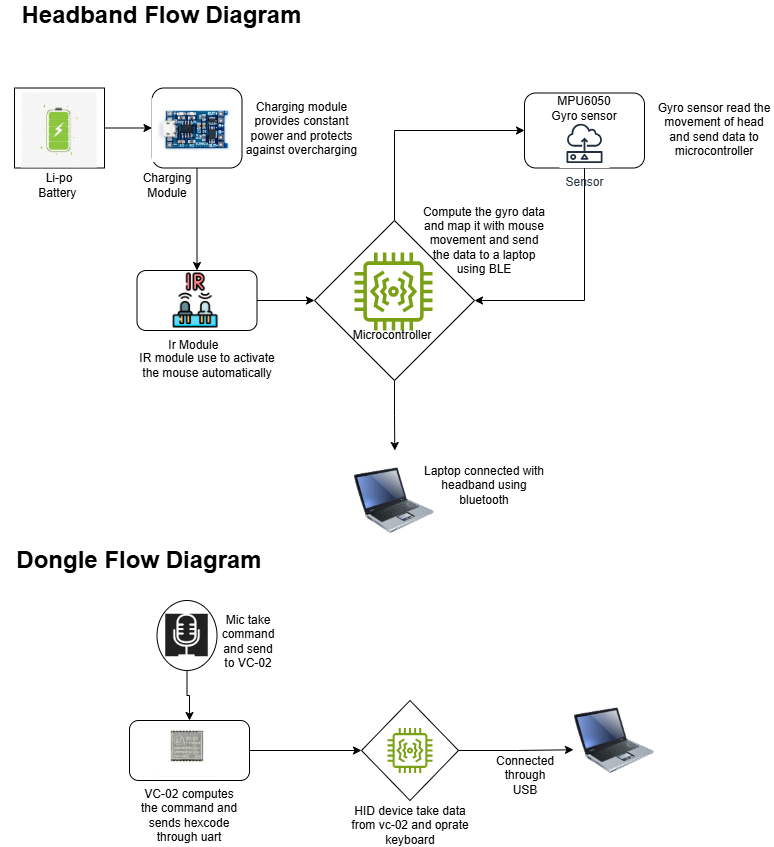 Headband Flow Diagram
Li-po
Battery
Charging
Module
Charging module
provides constant
power and protects
against overcharging
MPU6050
Gyro sensor
Sensor
Gyro sensor read the
movement of head
and send data to
microcontroller
Compute the gyro data
and map it with mouse
movement and send
the data to a laptop
using BLE
Microcontroller
IR
Ir Module
IR module use to activate
the mouse automatically
Laptop connected with
headband using
bluetooth
Dongle Flow Diagram
Mic take
command
and send
to VC-02
VC-02 computes
the command and
sends hexcode
through uart
HID device take data
from vc-02 and oprate
keyboard
Connected
through
USB